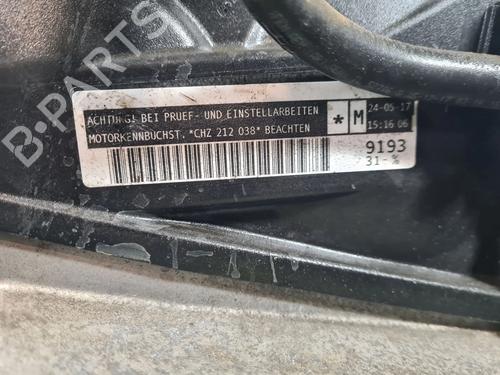 B-PARTS
ACHTUNG! BEI PRUEF- UND EINSTELLARBEITEN
MOTORKENNBUCHST. *CHZ 212 038* BEACHTEN
* M
24-05-17
15:16 06
9193
31-%